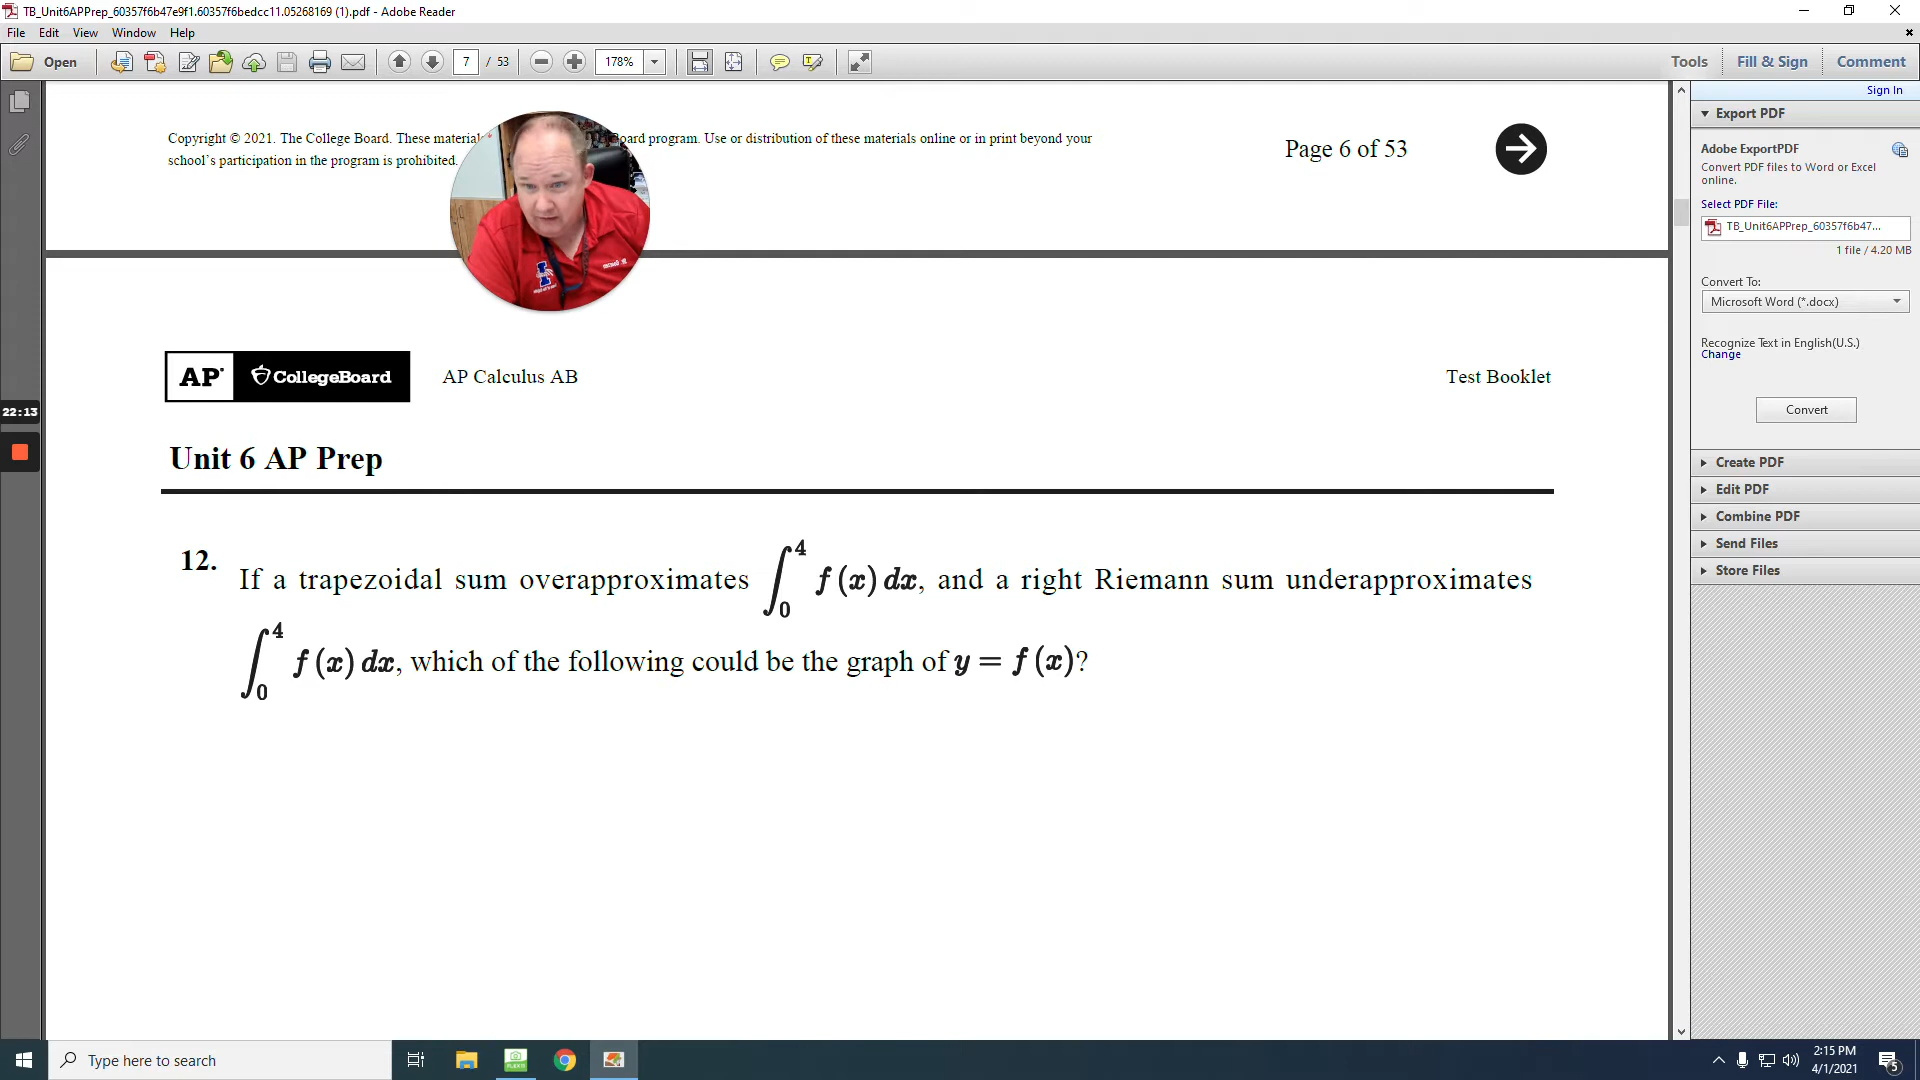 TB_Unit6APPrep_60357f6b47e9f1.60357f6bedcc11.05268169 (1).pdf - Adobe Reader
File Edit View Window Help
Open 7 / 53 178% Tools Fill & Sign Comment
Sign In
Export PDF
Adobe ExportPDF
Convert PDF files to Word or Excel
online.
Select PDF File:
TB_Unit6APPrep_60357f6b47...
1 file / 4.20 MB
Convert To:
Microsoft Word (*.docx)
Recognize Text in English(U.S.)
Change
Convert
Create PDF
Edit PDF
Combine PDF
Send Files
Store Files
Copyright © 2021. The College Board. These material board program. Use or distribution of these materials online or in print beyond your
school's participation in the program is prohibited.
Page 6 of 53
AP CollegeBoard AP Calculus AB Test Booklet
22:13
Unit 6 AP Prep
12. If a trapezoidal sum overapproximates ∫₀⁴ f(x) dx, and a right Riemann sum underapproximates
∫₀⁴ f(x) dx, which of the following could be the graph of y = f(x)?
Type here to search
2:15 PM
4/1/2021
5